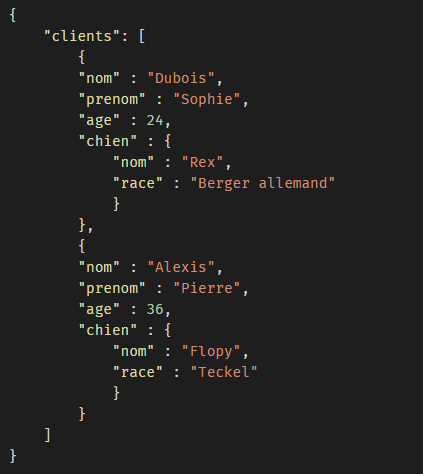 {
    "clients": [
        {
        "nom" : "Dubois",
        "prenom" : "Sophie",
        "age" : 24,
        "chien" : {
            "nom" : "Rex",
            "race" : "Berger allemand"
            }
        },
        {
        "nom" : "Alexis",
        "prenom" : "Pierre",
        "age" : 36,
        "chien" : {
            "nom" : "Flopy",
            "race" : "Teckel"
            }
        }
    ]
}